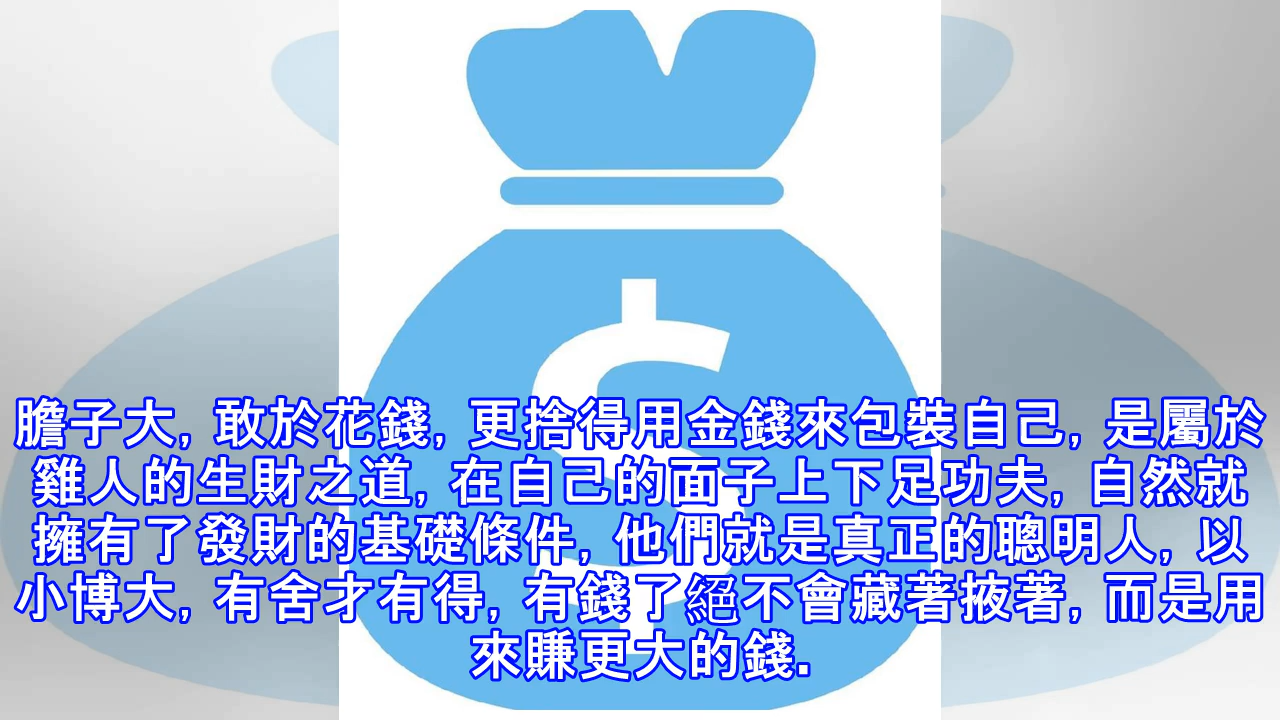 膽子大, 敢於花錢, 更捨得用金錢來包裝自己, 是屬於
雞人的生財之道, 在自己的面子上下足功夫, 自然就
擁有了發財的基礎條件, 他們就是真正的聰明人, 以
小博大, 有舍才有得, 有錢了絕不會藏著掖著, 而是用
來賺更大的錢.
$